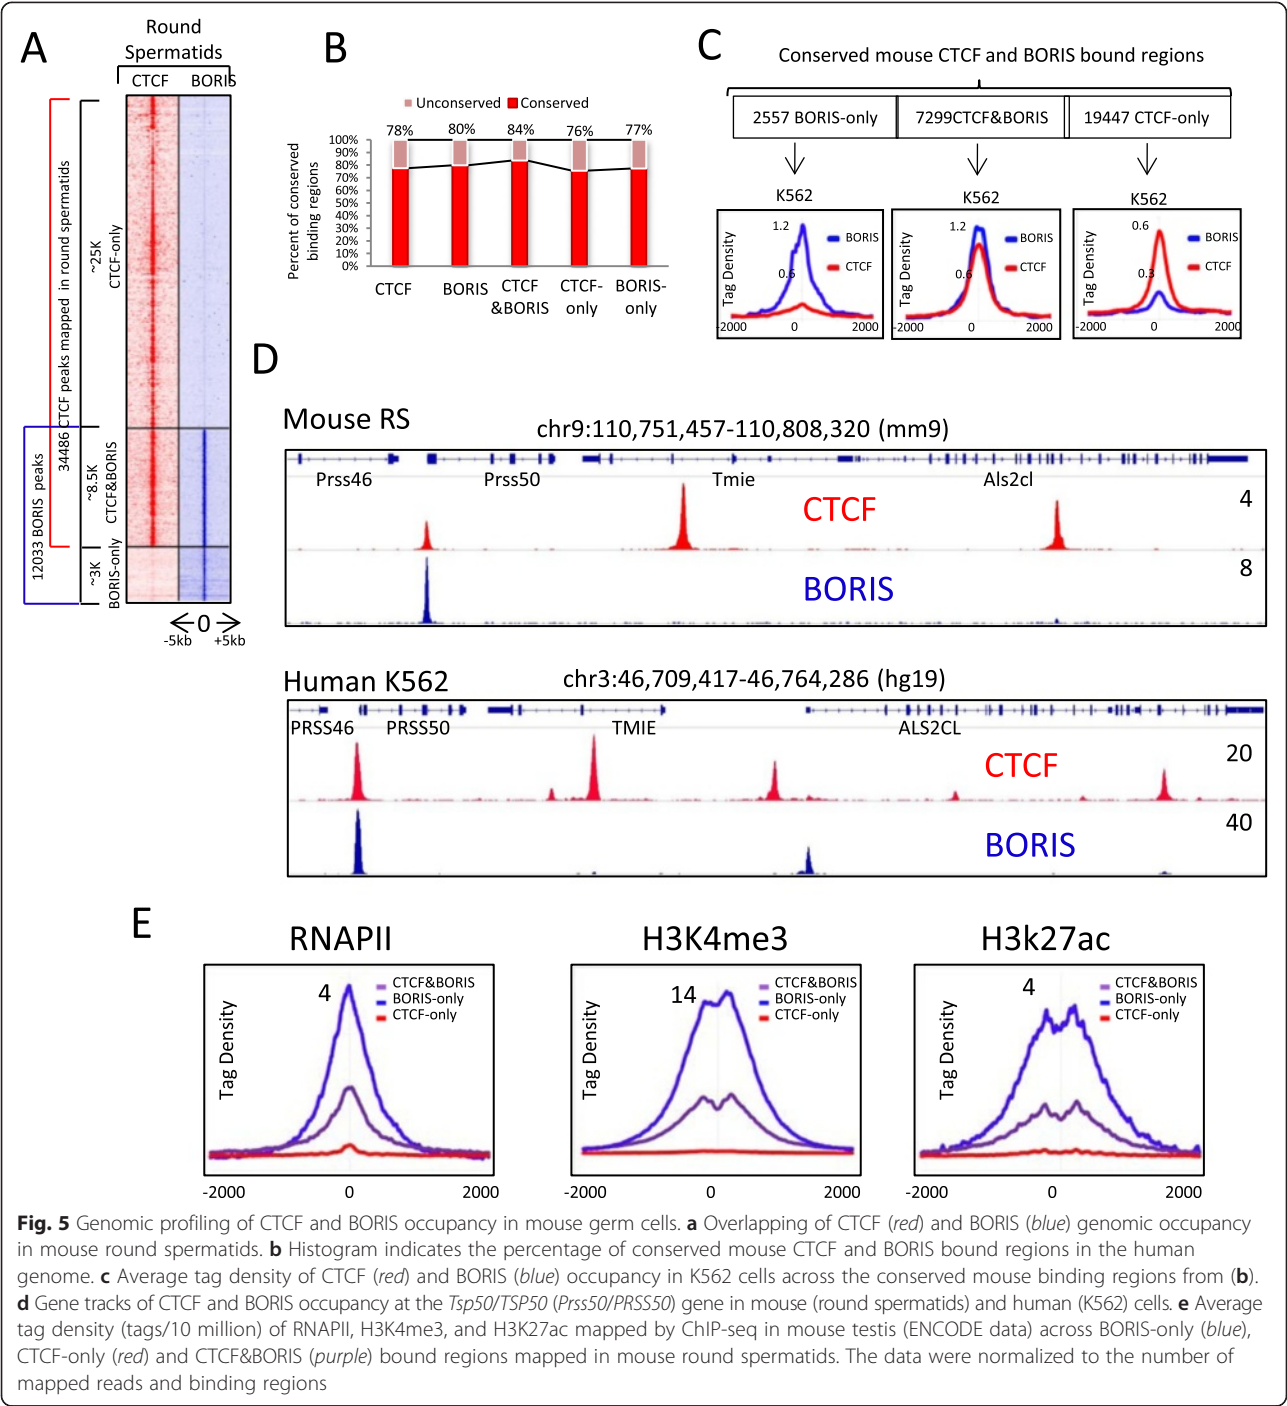 A
Round
Spermatids
CTCF BORIS
34486 CTCF peaks mapped in round spermatids
12033 BORIS peaks
~25K
CTCF-only
~8.5K
CTCF&BORIS
~3K
BORIS-only
0
-5kb +5kb
B
Unconserved Conserved
78% 80% 84% 76% 77%
Percent of conserved
binding regions
100%
90%
80%
70%
60%
50%
40%
30%
20%
10%
0%
CTCF BORIS CTCF &BORIS CTCF-only BORIS-only
C
Conserved mouse CTCF and BORIS bound regions
2557 BORIS-only 7299CTCF&BORIS 19447 CTCF-only
K562 K562 K562
Tag Density
1.2
0.6
BORIS
CTCF
-2000 0 2000
Tag Density
1.2
0.6
BORIS
CTCF
-2000 0 2000
Tag Density
0.6
0.3
BORIS
CTCF
-2000 0 2000
D
Mouse RS
chr9:110,751,457-110,808,320 (mm9)
Prss46 Prss50 Tmie Als2cl
CTCF 4
BORIS 8
Human K562
chr3:46,709,417-46,764,286 (hg19)
PRSS46 PRSS50 TMIE ALS2CL
CTCF 20
BORIS 40
E
RNAPII
Tag Density
4
CTCF&BORIS
BORIS-only
CTCF-only
-2000 0 2000
H3K4me3
Tag Density
14
CTCF&BORIS
BORIS-only
CTCF-only
-2000 0 2000
H3k27ac
Tag Density
4
CTCF&BORIS
BORIS-only
CTCF-only
-2000 0 2000
Fig. 5 Genomic profiling of CTCF and BORIS occupancy in mouse germ cells. a Overlapping of CTCF (red) and BORIS (blue) genomic occupancy
in mouse round spermatids. b Histogram indicates the percentage of conserved mouse CTCF and BORIS bound regions in the human
genome. c Average tag density of CTCF (red) and BORIS (blue) occupancy in K562 cells across the conserved mouse binding regions from (b).
d Gene tracks of CTCF and BORIS occupancy at the Tsp50/TSP50 (Prss50/PRSS50) gene in mouse (round spermatids) and human (K562) cells. e Average
tag density (tags/10 million) of RNAPII, H3K4me3, and H3K27ac mapped by ChIP-seq in mouse testis (ENCODE data) across BORIS-only (blue),
CTCF-only (red) and CTCF&BORIS (purple) bound regions mapped in mouse round spermatids. The data were normalized to the number of
mapped reads and binding regions